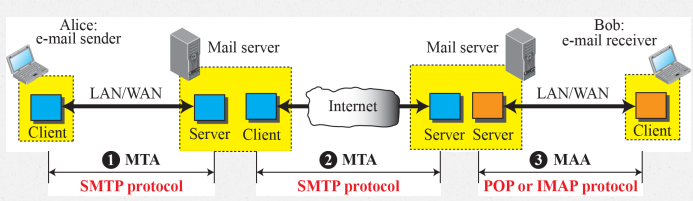 Alice:
e-mail sender
Mail server
Mail server
Bob:
e-mail receiver
LAN/WAN
Internet
LAN/WAN
Client
Server
Client
Server
Server
Client
1 MTA
2 MTA
3 MAA
SMTP protocol
SMTP protocol
POP or IMAP protocol